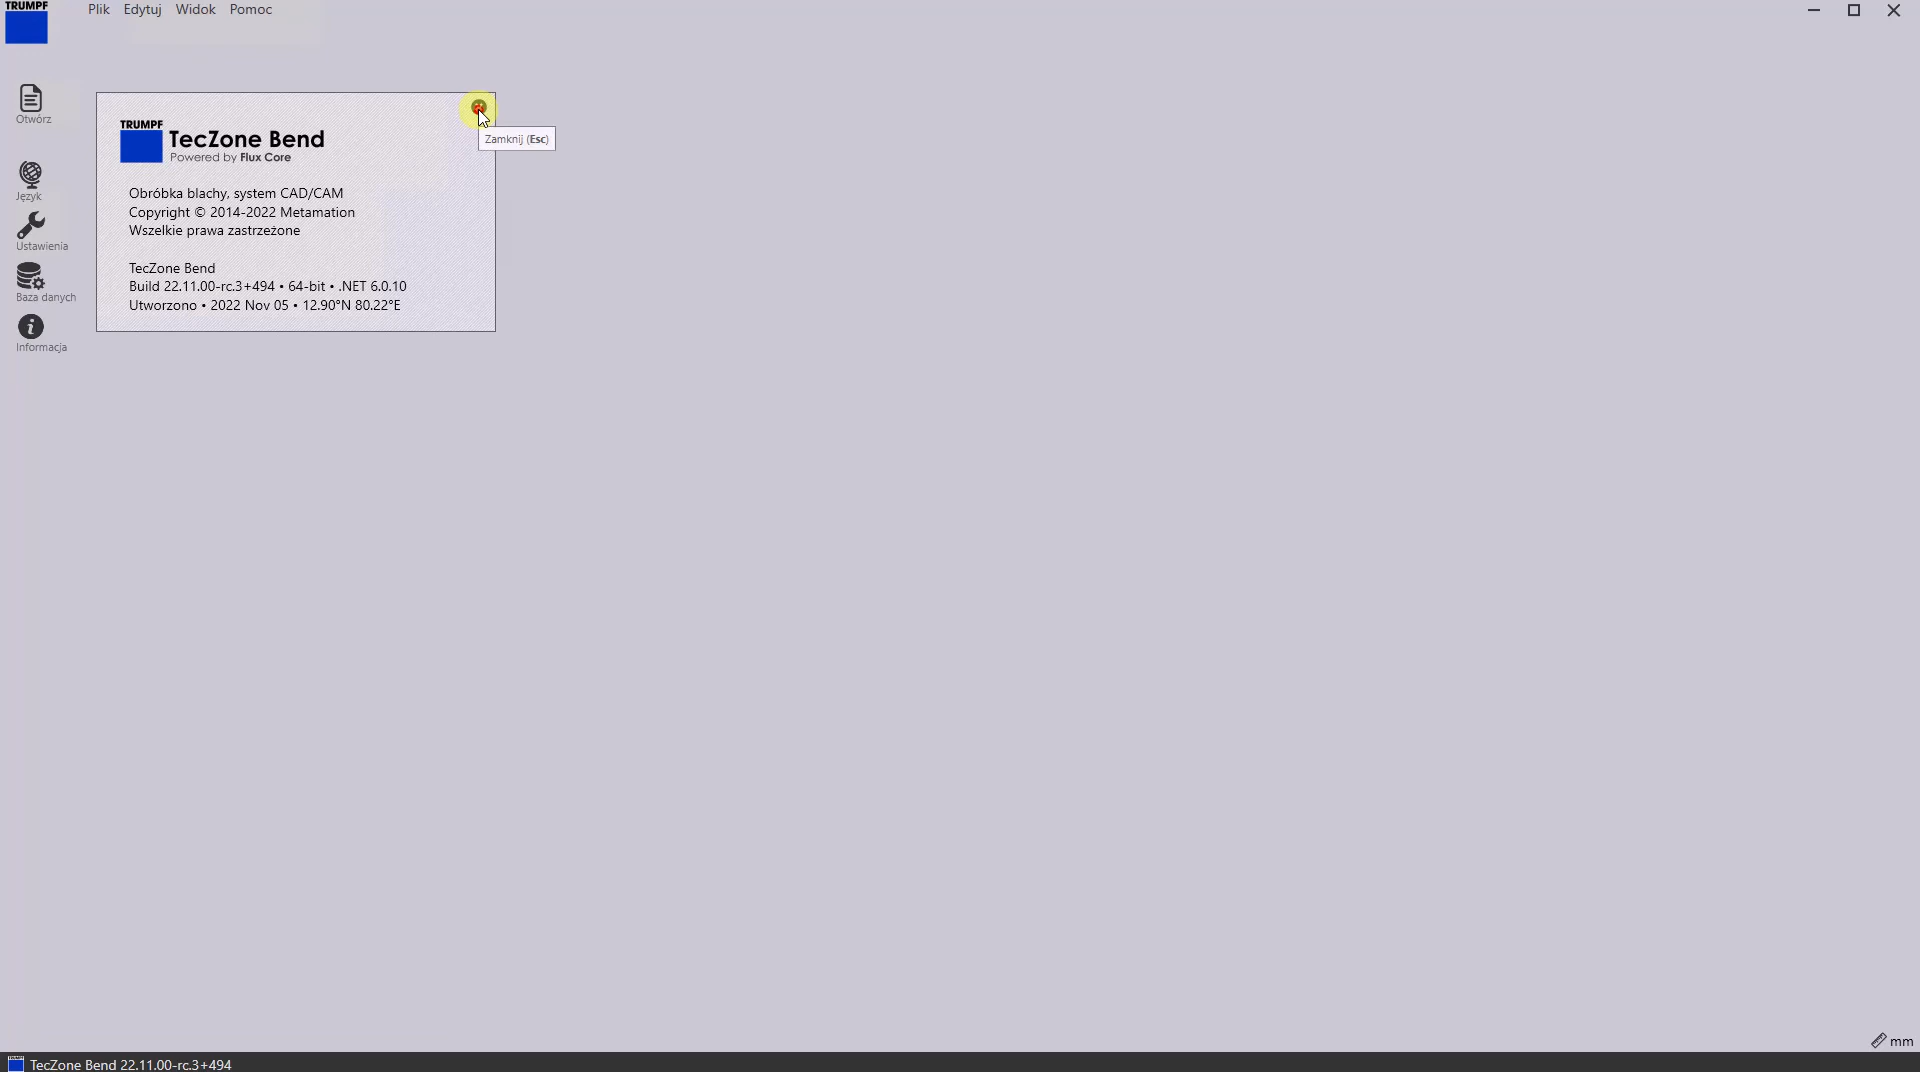 TRUMPF
Plik Edytuj Widok Pomoc
Otwórz
Język
Ustawienia
Baza danych
Informacja
TRUMPF
TecZone Bend
Powered by Flux Core
Zamknij (Esc)
Obróbka blachy, system CAD/CAM
Copyright © 2014-2022 Metamation
Wszelkie prawa zastrzeżone
TecZone Bend
Build 22.11.00-rc.3+494 • 64-bit • .NET 6.0.10
Utworzono • 2022 Nov 05 • 12.90°N 80.22°E
mm
TecZone Bend 22.11.00-rc.3+494